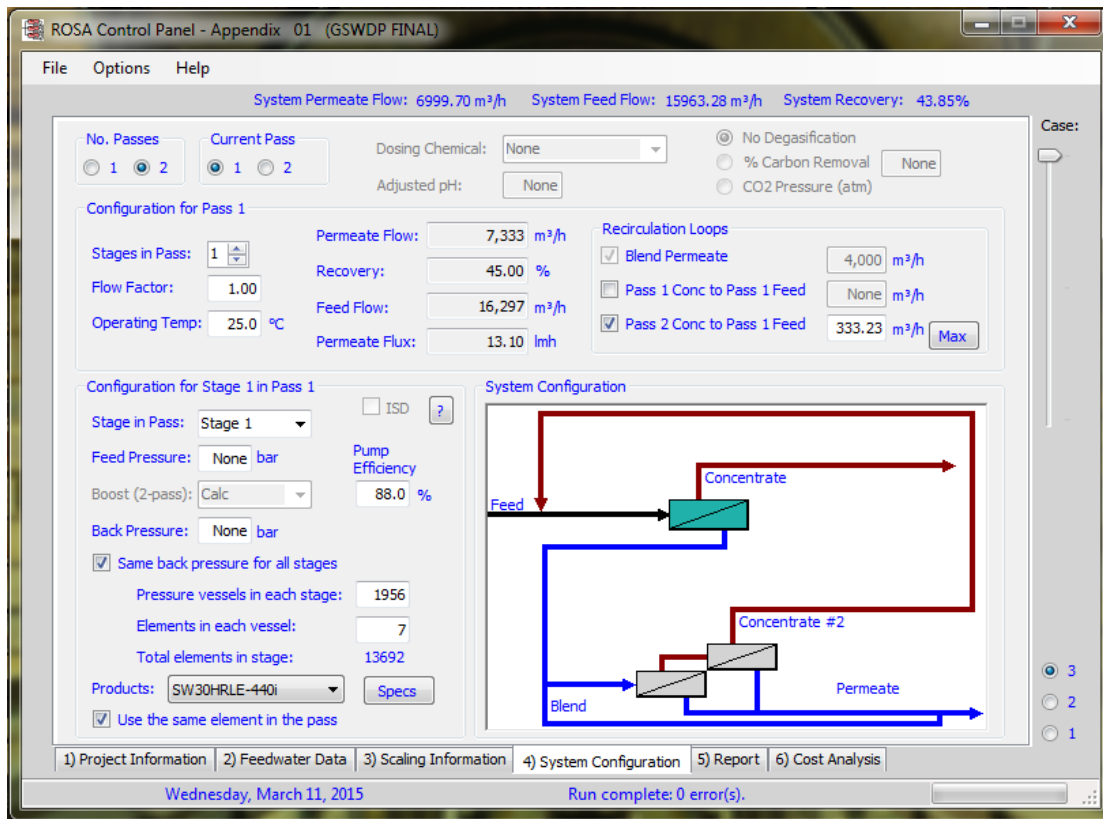 ROSA Control Panel - Appendix 01 (GSWDP FINAL)
File Options Help
System Permeate Flow: 6999.70 m³/h System Feed Flow: 15963.28 m³/h System Recovery: 43.85%
Case:
No. Passes
1 2
Current Pass
1 2
Dosing Chemical: None
Adjusted pH: None
No Degasification
% Carbon Removal None
CO2 Pressure (atm)
Configuration for Pass 1
Stages in Pass: 1
Flow Factor: 1.00
Operating Temp: 25.0 ºC
Permeate Flow: 7,333 m³/h
Recovery: 45.00 %
Feed Flow: 16,297 m³/h
Permeate Flux: 13.10 lmh
Recirculation Loops
Blend Permeate 4,000 m³/h
Pass 1 Conc to Pass 1 Feed None m³/h
Pass 2 Conc to Pass 1 Feed 333.23 m³/h Max
Configuration for Stage 1 in Pass 1
ISD ?
Stage in Pass: Stage 1
Feed Pressure: None bar
Pump
Efficiency
88.0 %
Boost (2-pass): Calc
Back Pressure: None bar
Same back pressure for all stages
Pressure vessels in each stage: 1956
Elements in each vessel: 7
Total elements in stage: 13692
Products: SW30HRLE-440i Specs
Use the same element in the pass
System Configuration
Concentrate
Feed
Concentrate #2
Permeate
Blend
3
2
1
1) Project Information 2) Feedwater Data 3) Scaling Information 4) System Configuration 5) Report 6) Cost Analysis
Wednesday, March 11, 2015 Run complete: 0 error(s).